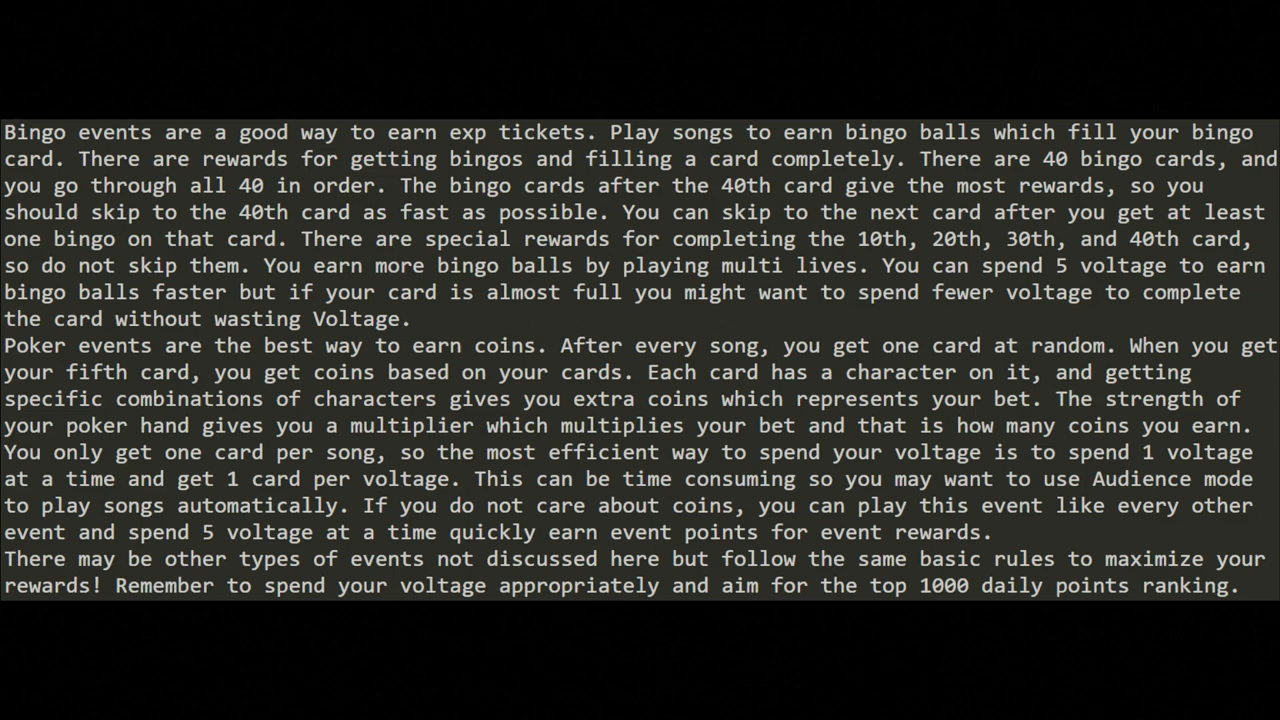 Bingo events are a good way to earn exp tickets. Play songs to earn bingo balls which fill your bingo
card. There are rewards for getting bingos and filling a card completely. There are 40 bingo cards, and
you go through all 40 in order. The bingo cards after the 40th card give the most rewards, so you
should skip to the 40th card as fast as possible. You can skip to the next card after you get at least
one bingo on that card. There are special rewards for completing the 10th, 20th, 30th, and 40th card,
so do not skip them. You earn more bingo balls by playing multi lives. You can spend 5 voltage to earn
bingo balls faster but if your card is almost full you might want to spend fewer voltage to complete
the card without wasting Voltage.
Poker events are the best way to earn coins. After every song, you get one card at random. When you get
your fifth card, you get coins based on your cards. Each card has a character on it, and getting
specific combinations of characters gives you extra coins which represents your bet. The strength of
your poker hand gives you a multiplier which multiplies your bet and that is how many coins you earn.
You only get one card per song, so the most efficient way to spend your voltage is to spend 1 voltage
at a time and get 1 card per voltage. This can be time consuming so you may want to use Audience mode
to play songs automatically. If you do not care about coins, you can play this event like every other
event and spend 5 voltage at a time quickly earn event points for event rewards.
There may be other types of events not discussed here but follow the same basic rules to maximize your
rewards! Remember to spend your voltage appropriately and aim for the top 1000 daily points ranking.